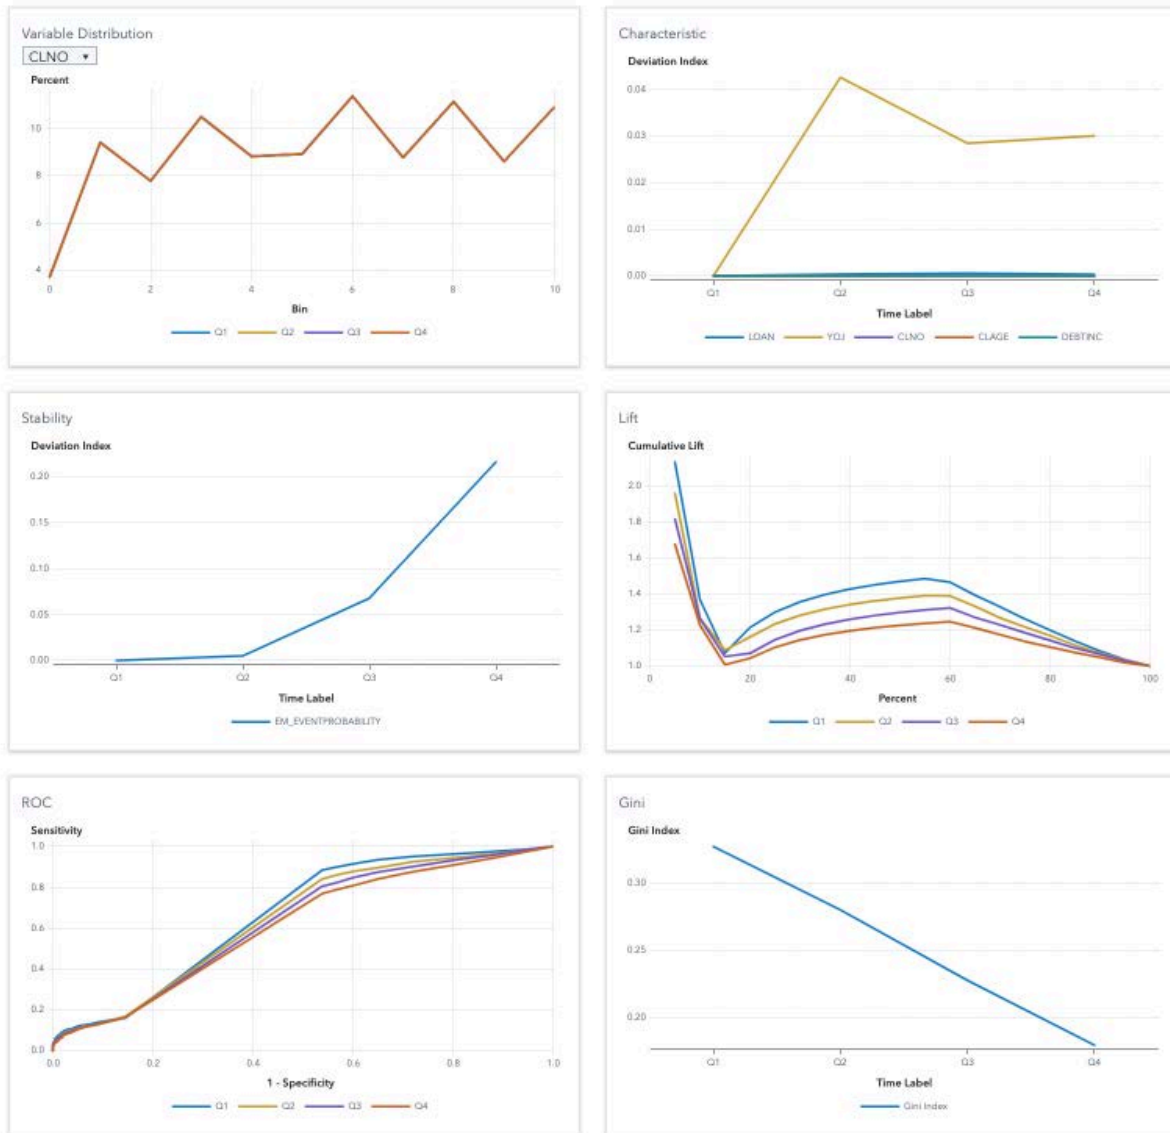 Variable Distribution
CLNO ▼
Percent
10
8
6
4
0 2 4 6 8 10
Bin
Q1 Q2 Q3 Q4
Characteristic
Deviation Index
0.04
0.03
0.02
0.01
0.00
Q1 Q2 Q3 Q4
Time Label
LOAN YOJ CLNO CLAGE DEBTINC
Stability
Deviation Index
0.20
0.15
0.10
0.05
0.00
Q1 Q2 Q3 Q4
Time Label
EM_EVENTPROBABILITY
Lift
Cumulative Lift
2.0
1.8
1.6
1.4
1.2
1.0
0 20 40 60 80 100
Percent
Q1 Q2 Q3 Q4
ROC
Sensitivity
1.0
0.8
0.6
0.4
0.2
0.0
0.0 0.2 0.4 0.6 0.8 1.0
1 - Specificity
Q1 Q2 Q3 Q4
Gini
Gini Index
0.30
0.25
0.20
Q1 Q2 Q3 Q4
Time Label
Gini Index